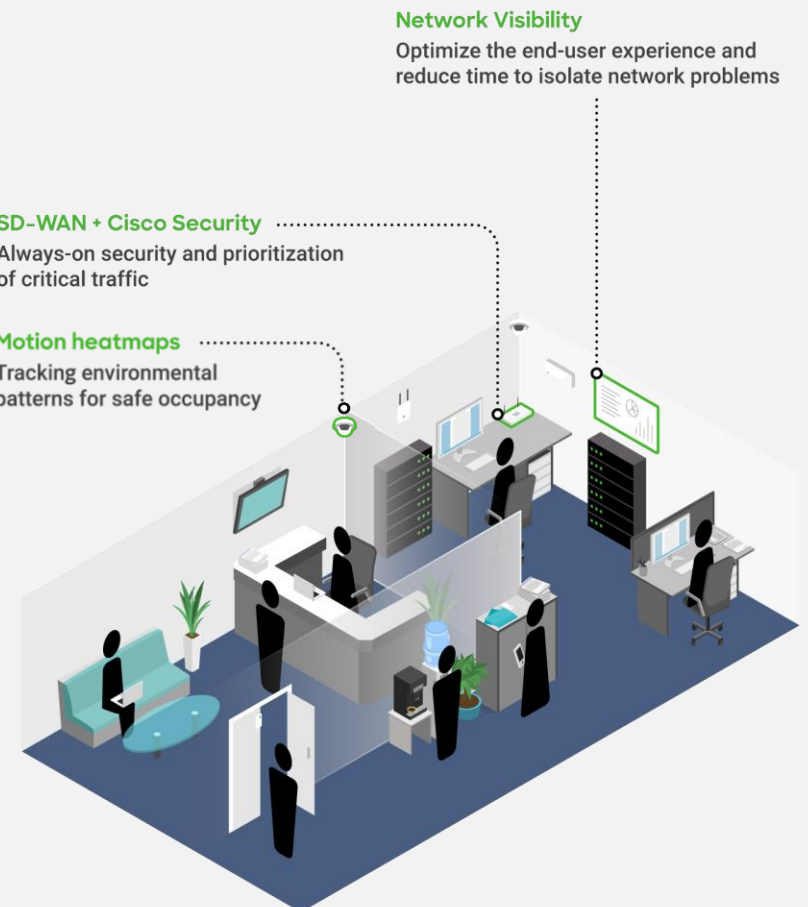 Network Visibility
Optimize the end-user experience and
reduce time to isolate network problems
SD-WAN + Cisco Security
Always-on security and prioritization
of critical traffic
Motion heatmaps
Tracking environmental
patterns for safe occupancy